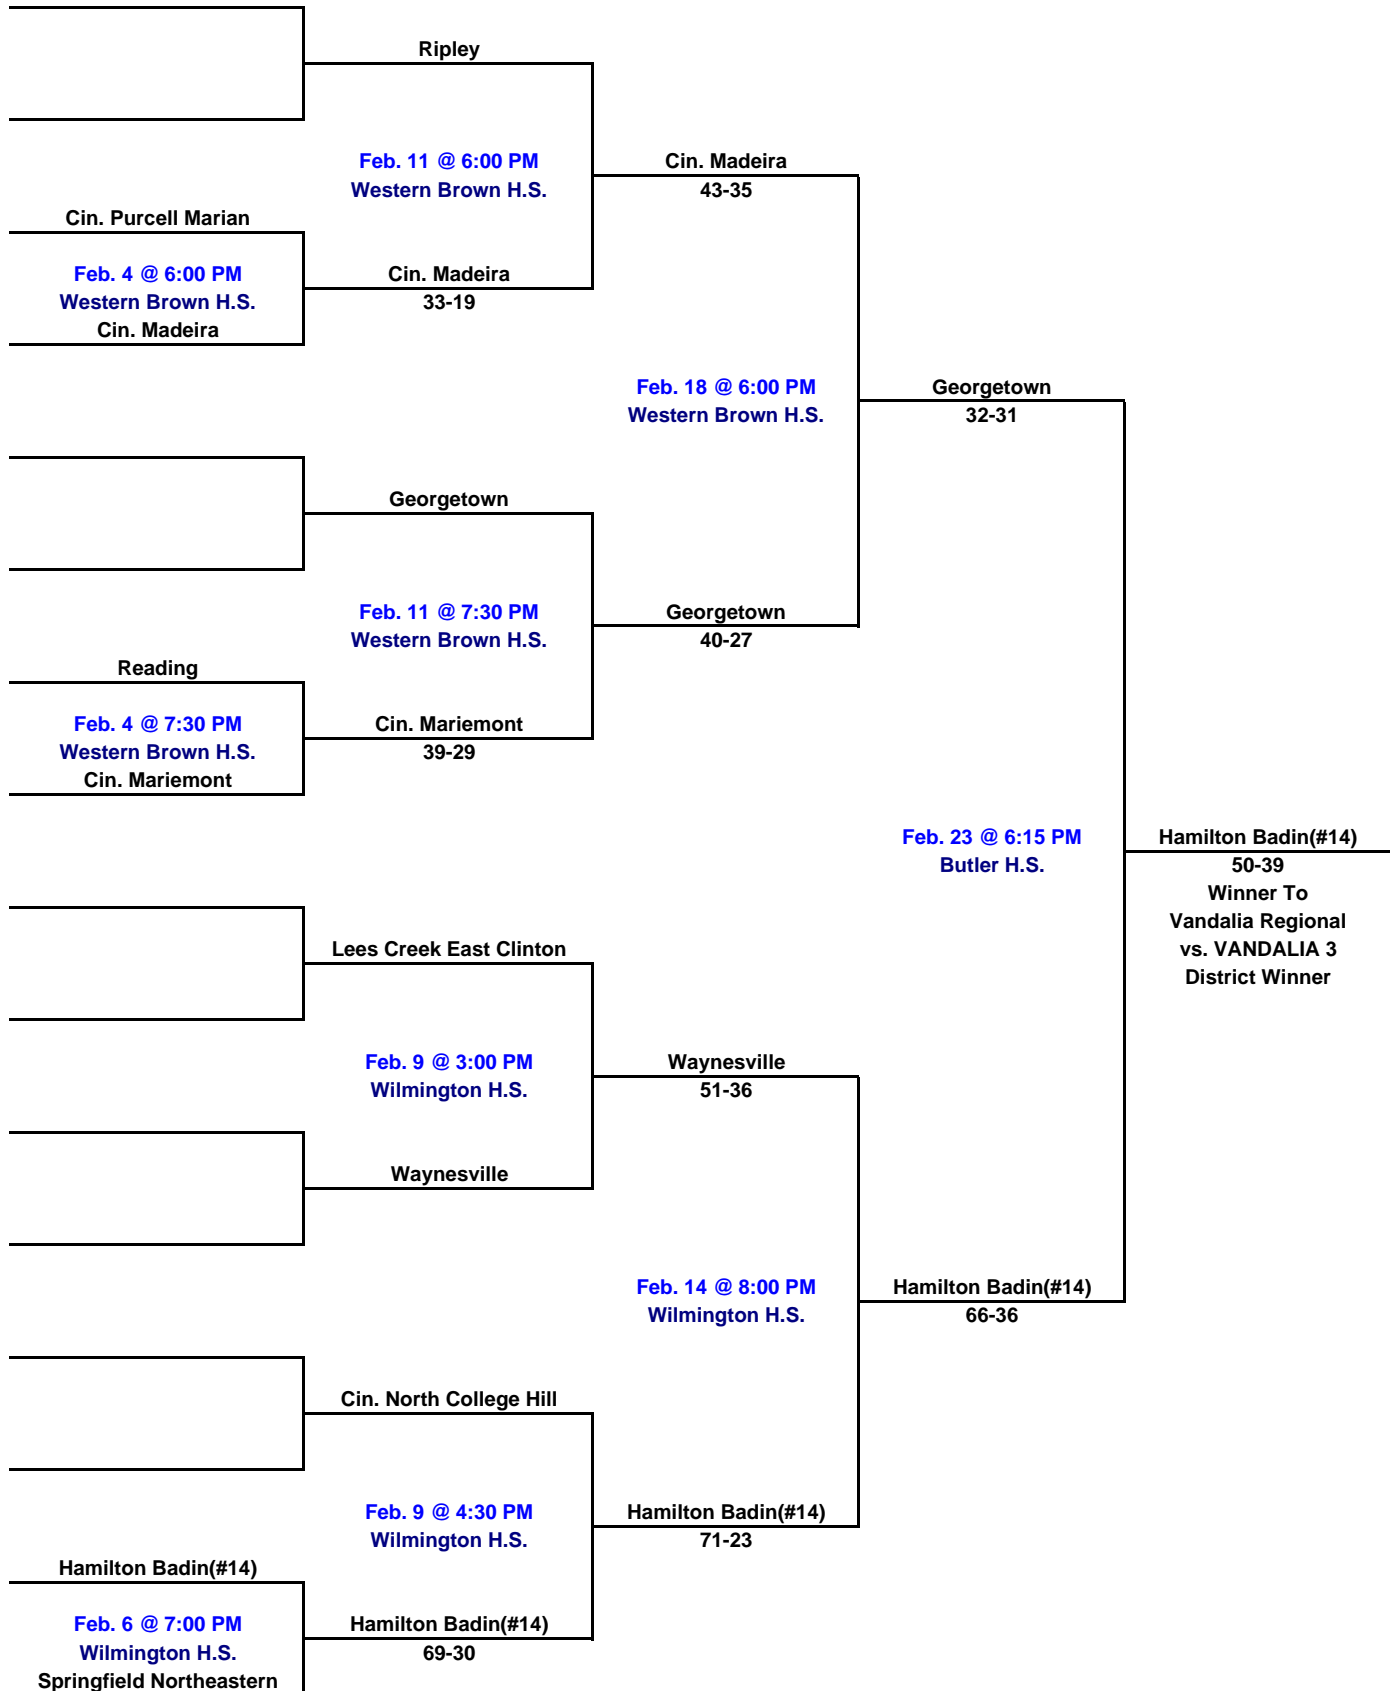 Ripley
Feb. 11 @ 6:00 PM
Western Brown H.S.
Cin. Madeira
43-35
Cin. Purcell Marian
Feb. 4 @ 6:00 PM
Western Brown H.S.
Cin. Madeira
Cin. Madeira
33-19
Feb. 18 @ 6:00 PM
Western Brown H.S.
Georgetown
32-31
Georgetown
Feb. 11 @ 7:30 PM
Western Brown H.S.
Georgetown
40-27
Reading
Feb. 4 @ 7:30 PM
Western Brown H.S.
Cin. Mariemont
Cin. Mariemont
39-29
Feb. 23 @ 6:15 PM
Butler H.S.
Hamilton Badin(#14)
50-39
Winner To
Vandalia Regional
vs. VANDALIA 3
District Winner
Lees Creek East Clinton
Feb. 9 @ 3:00 PM
Wilmington H.S.
Waynesville
51-36
Waynesville
Feb. 14 @ 8:00 PM
Wilmington H.S.
Hamilton Badin(#14)
66-36
Cin. North College Hill
Feb. 9 @ 4:30 PM
Wilmington H.S.
Hamilton Badin(#14)
71-23
Hamilton Badin(#14)
Feb. 6 @ 7:00 PM
Wilmington H.S.
Springfield Northeastern
Hamilton Badin(#14)
69-30